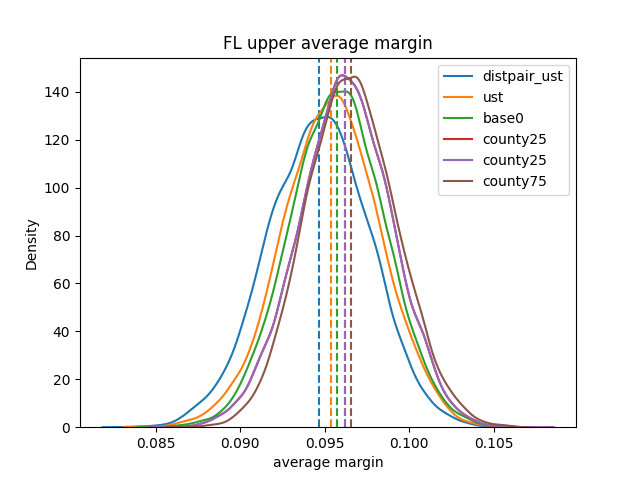 FL upper average margin
distpair_ust
ust
base0
county25
county25
county75
Density
140
120
100
80
60
40
20
0
0.085 0.090 0.095 0.100 0.105
average margin